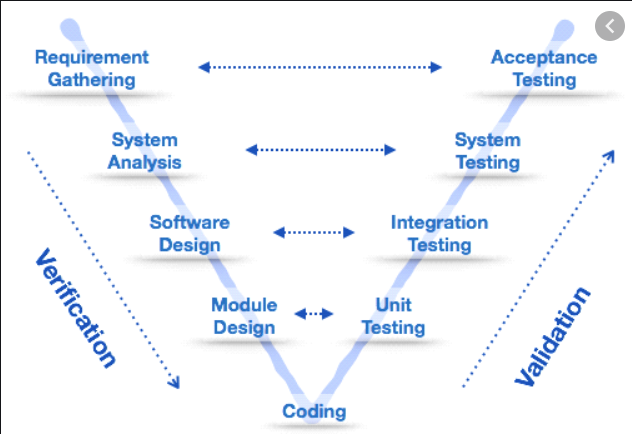 Requirement
Gathering
Acceptance
Testing
System
Analysis
System
Testing
Software
Design
Integration
Testing
Module
Design
Unit
Testing
Verification
Validation
Coding